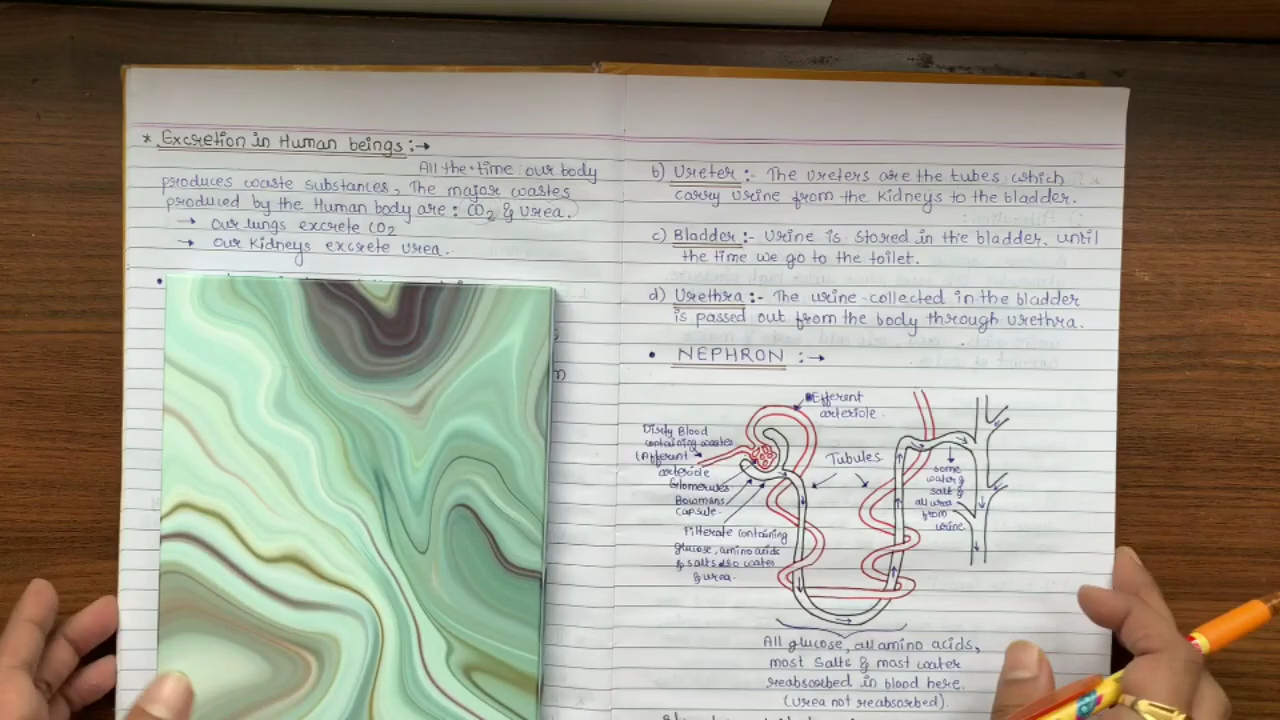 * Excretion in Human beings :→
All the time our body
produces waste substances, The major wastes
produced by the Human body are : CO2 & Urea.
→ our lungs excrete CO2
→ our Kidneys excrete urea.
b) Ureter :- The ureters are the tubes which
carry urine from the Kidneys to the bladder.
c) Bladder :- Urine is stored in the bladder, until
the time we go to the toilet.
d) Urethra :- The urine collected in the bladder
is passed out from the body through urethra.
• NEPHRON :→
Efferent
arteriole.
Dirty Blood
containing wastes
(Afferent
arteriole
Glomerules
Bowmans
capsule.
Tubules
Filterate containing
glucose, amino acids
& salts also water
& urea.
some
water &
salt &
all urea
from
urine
All glucose, all amino acids,
most Salts & most water
reabsorbed in blood here.
(Urea not reabsorbed).